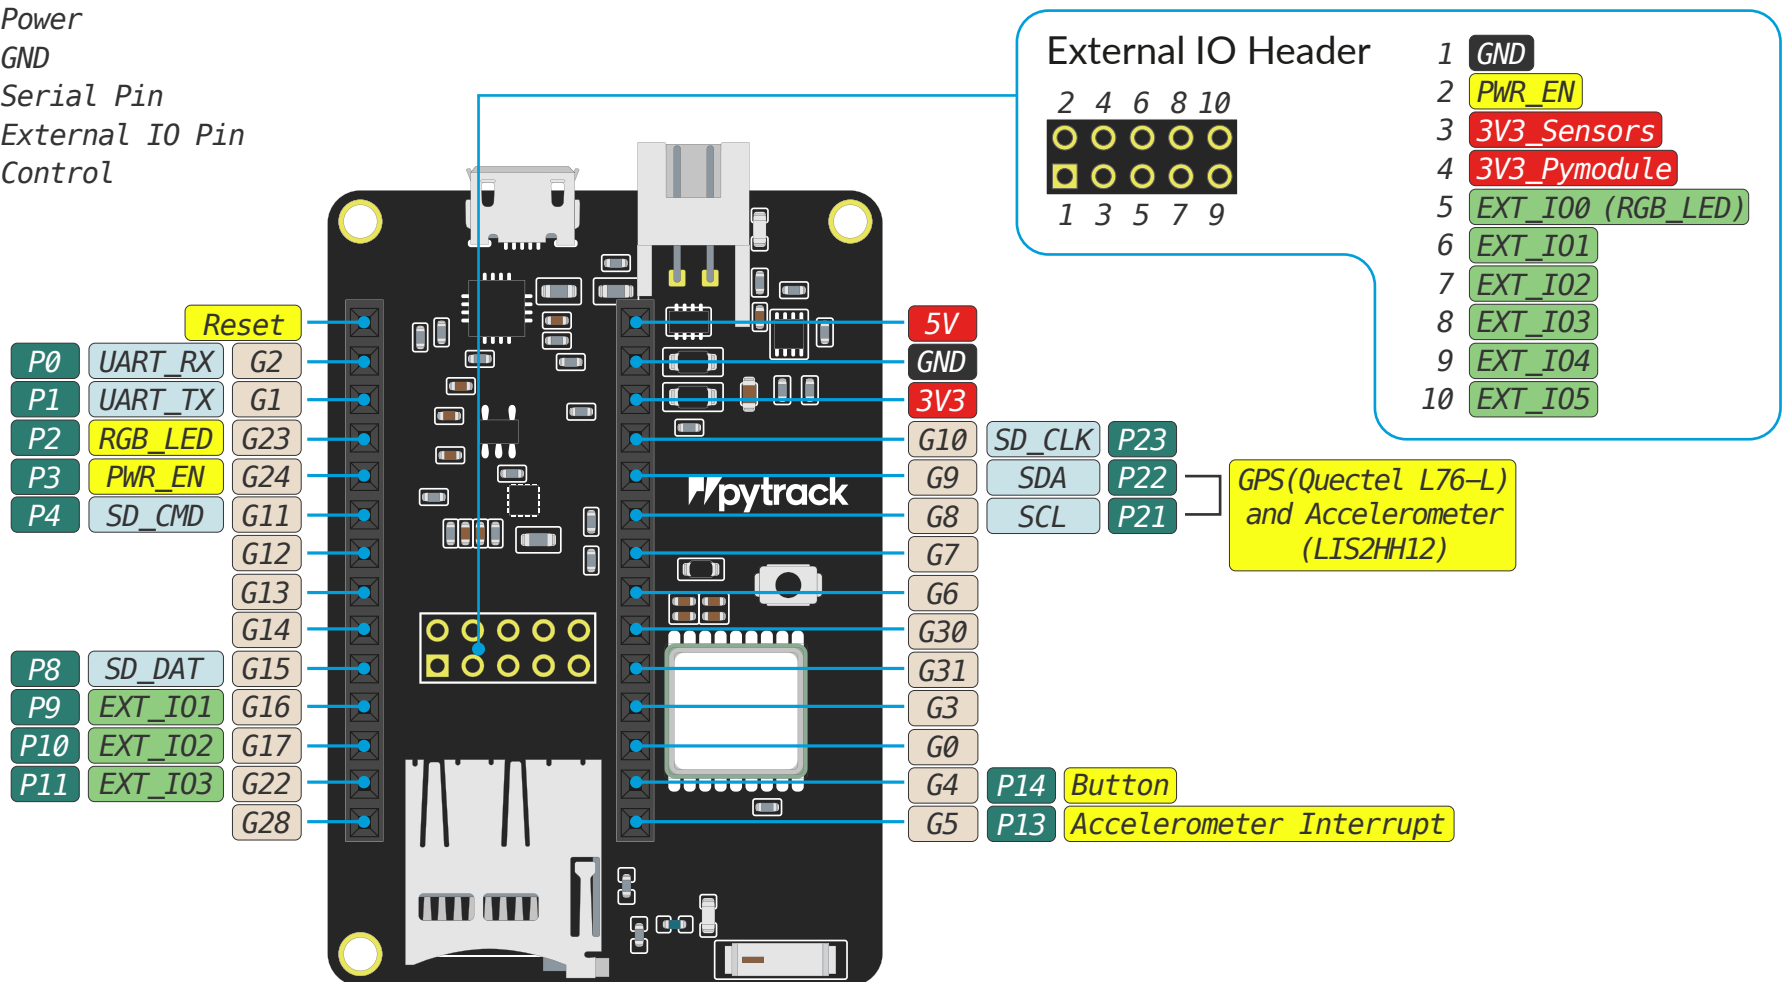 Power
GND
Serial Pin
External IO Pin
Control
External IO Header
2 4 6 8 10
1 3 5 7 9
1 GND
2 PWR_EN
3 3V3_Sensors
4 3V3_Pymodule
5 EXT_IO0 (RGB_LED)
6 EXT_IO1
7 EXT_IO2
8 EXT_IO3
9 EXT_IO4
10 EXT_IO5
Reset
P0 UART_RX G2
P1 UART_TX G1
P2 RGB_LED G23
P3 PWR_EN G24
P4 SD_CMD G11
G12
G13
G14
P8 SD_DAT G15
P9 EXT_IO1 G16
P10 EXT_IO2 G17
P11 EXT_IO3 G22
G28
pytrack
5V
GND
3V3
G10 SD_CLK P23
G9 SDA P22
G8 SCL P21
G7
G6
G30
G31
G3
G0
G4 P14 Button
G5 P13 Accelerometer Interrupt
GPS(Quectel L76–L)
and Accelerometer
(LIS2HH12)